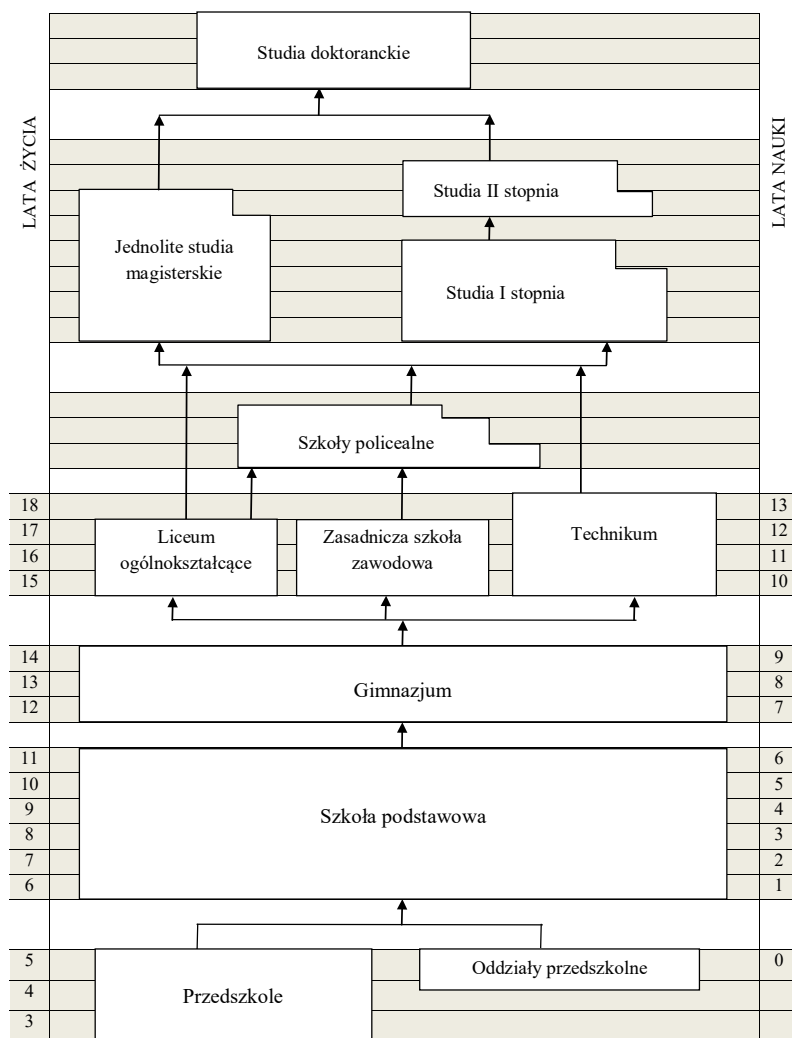 Studia doktoranckie
LATA ŻYCIA
LATA NAUKI
Studia II stopnia
Jednolite studia
magisterskie
Studia I stopnia
Szkoły policealne
18
13
17
Liceum
ogólnokształcące
Zasadnicza szkoła
zawodowa
Technikum
12
16
11
15
10
14
9
13
Gimnazjum
8
12
7
11
6
10
5
9
Szkoła podstawowa
4
8
3
7
2
6
1
5
Oddziały przedszkolne
0
4
Przedszkole
3